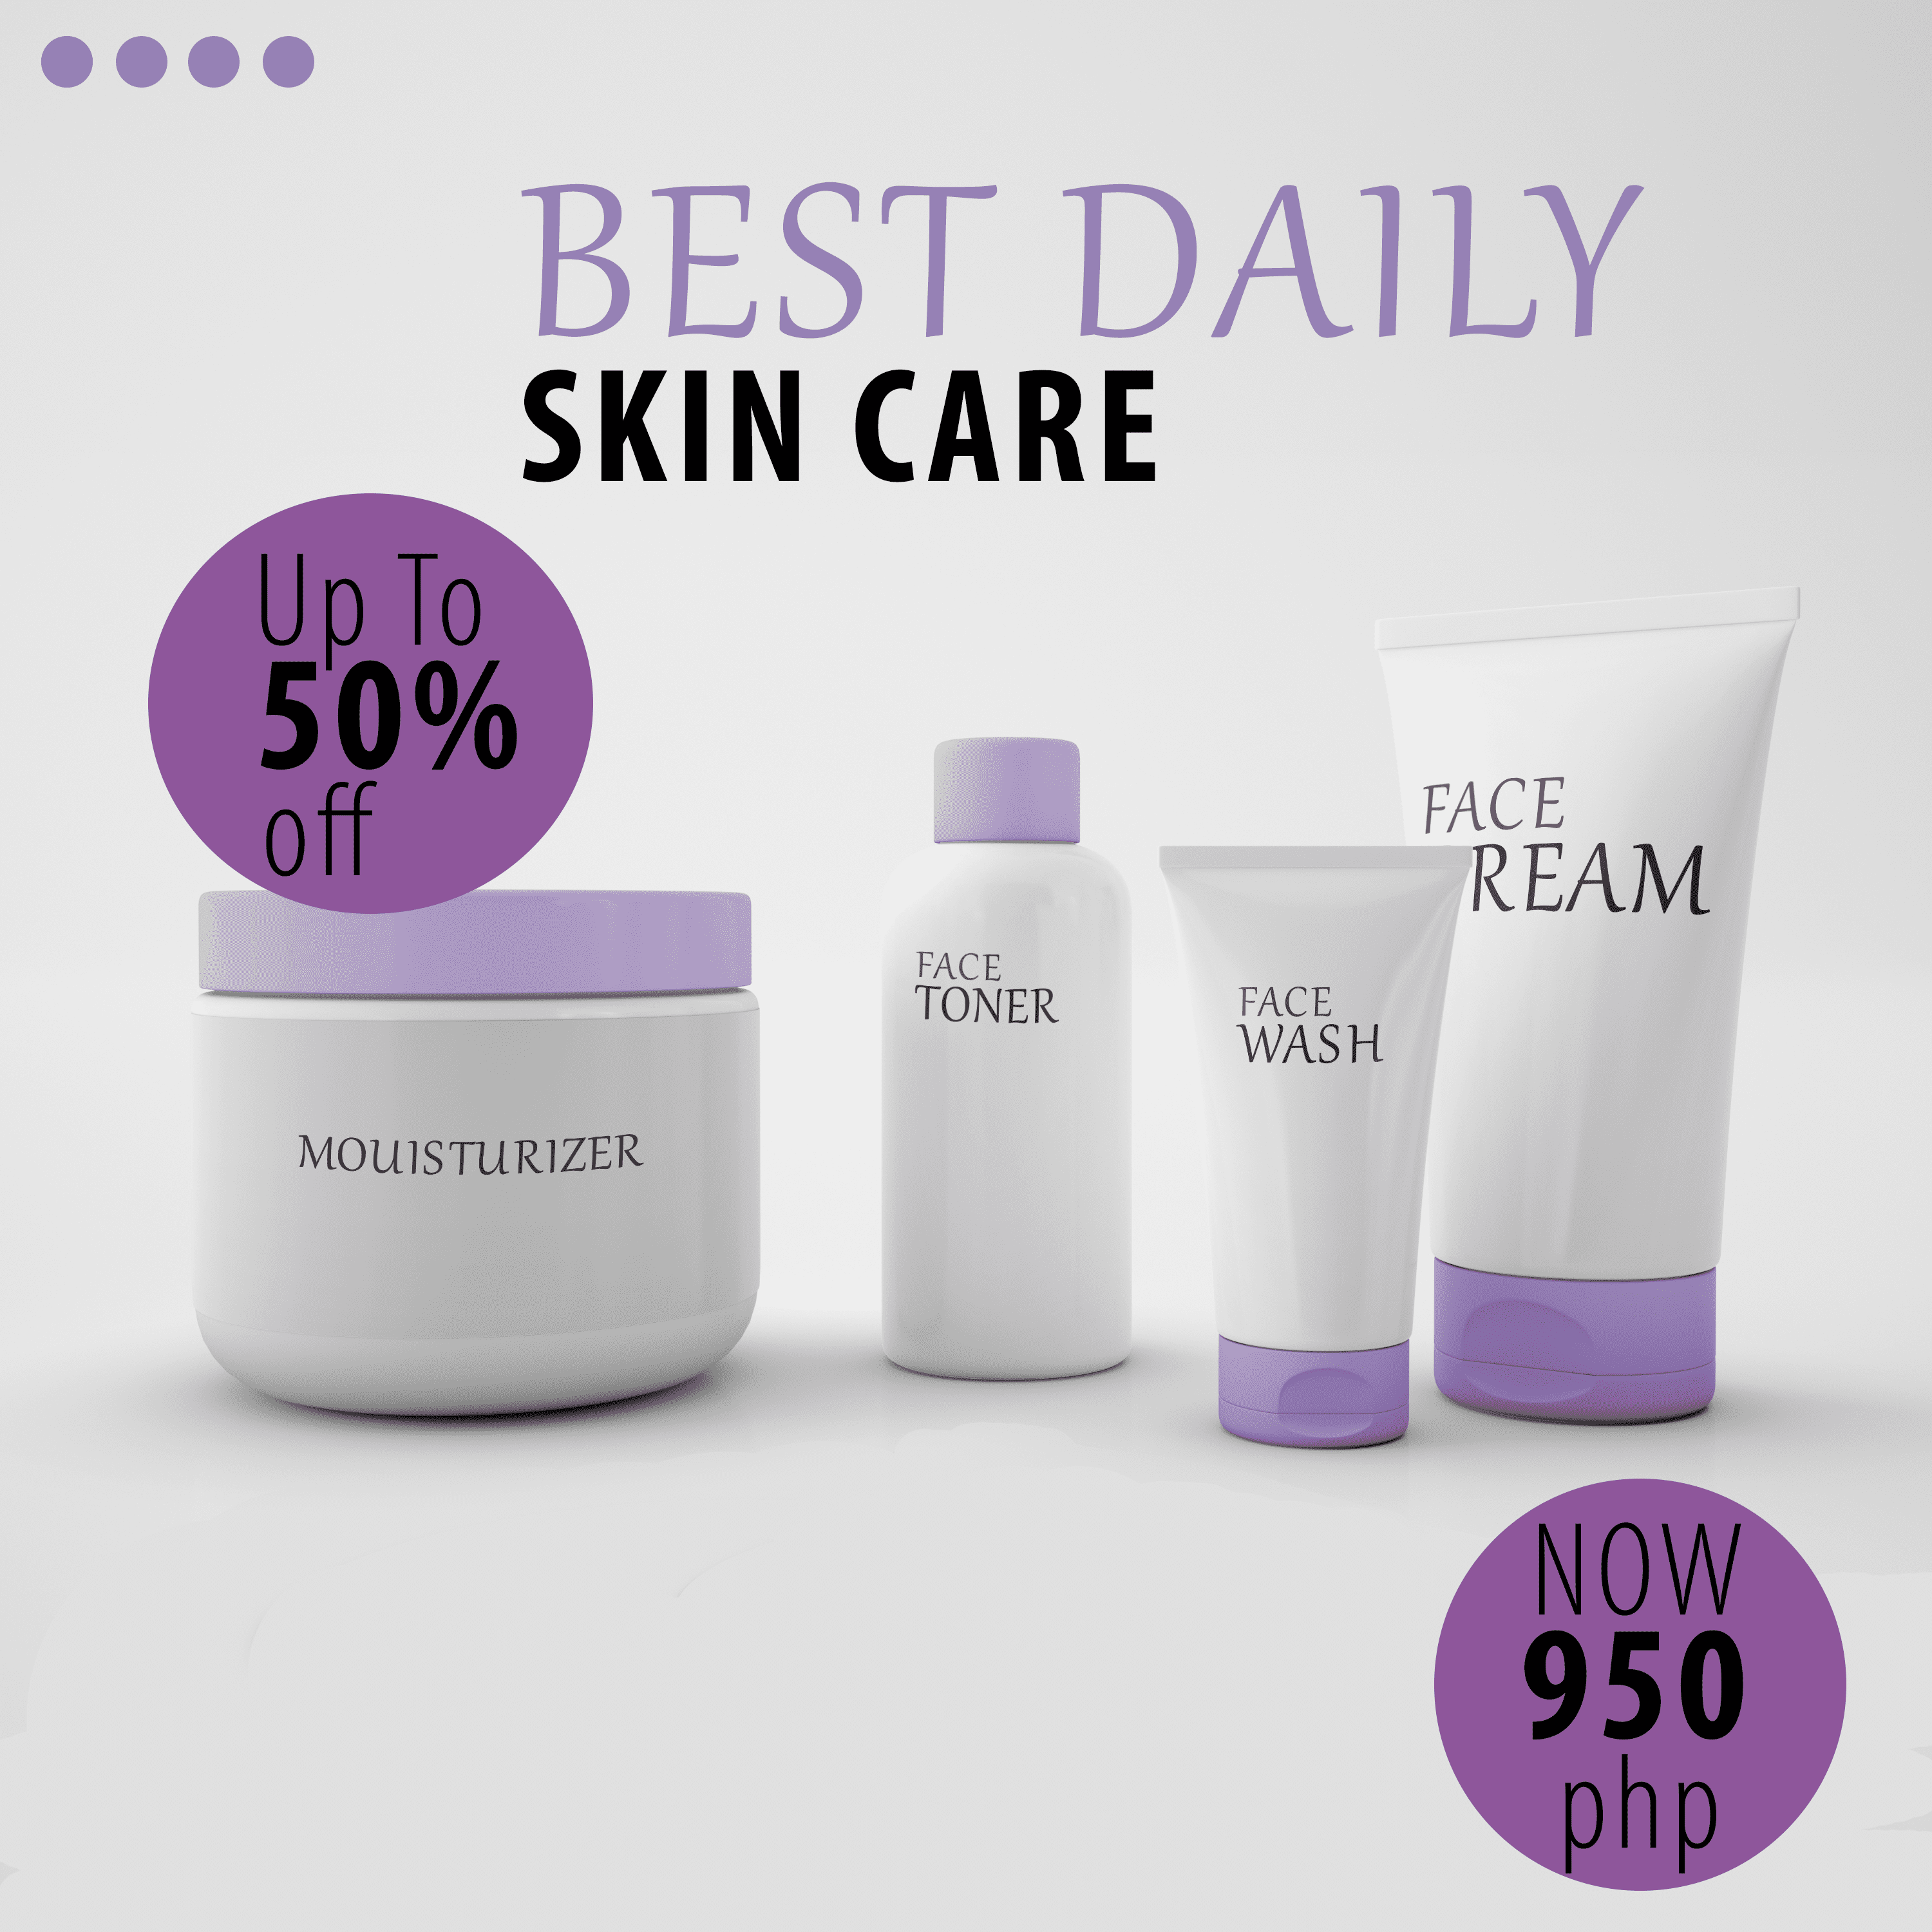 BEST DAILY
SKIN CARE
Up To
50%
off
FACE
REAM
FACE
TONER
FACE
WASH
MOUISTURIZER
NOW
950
php